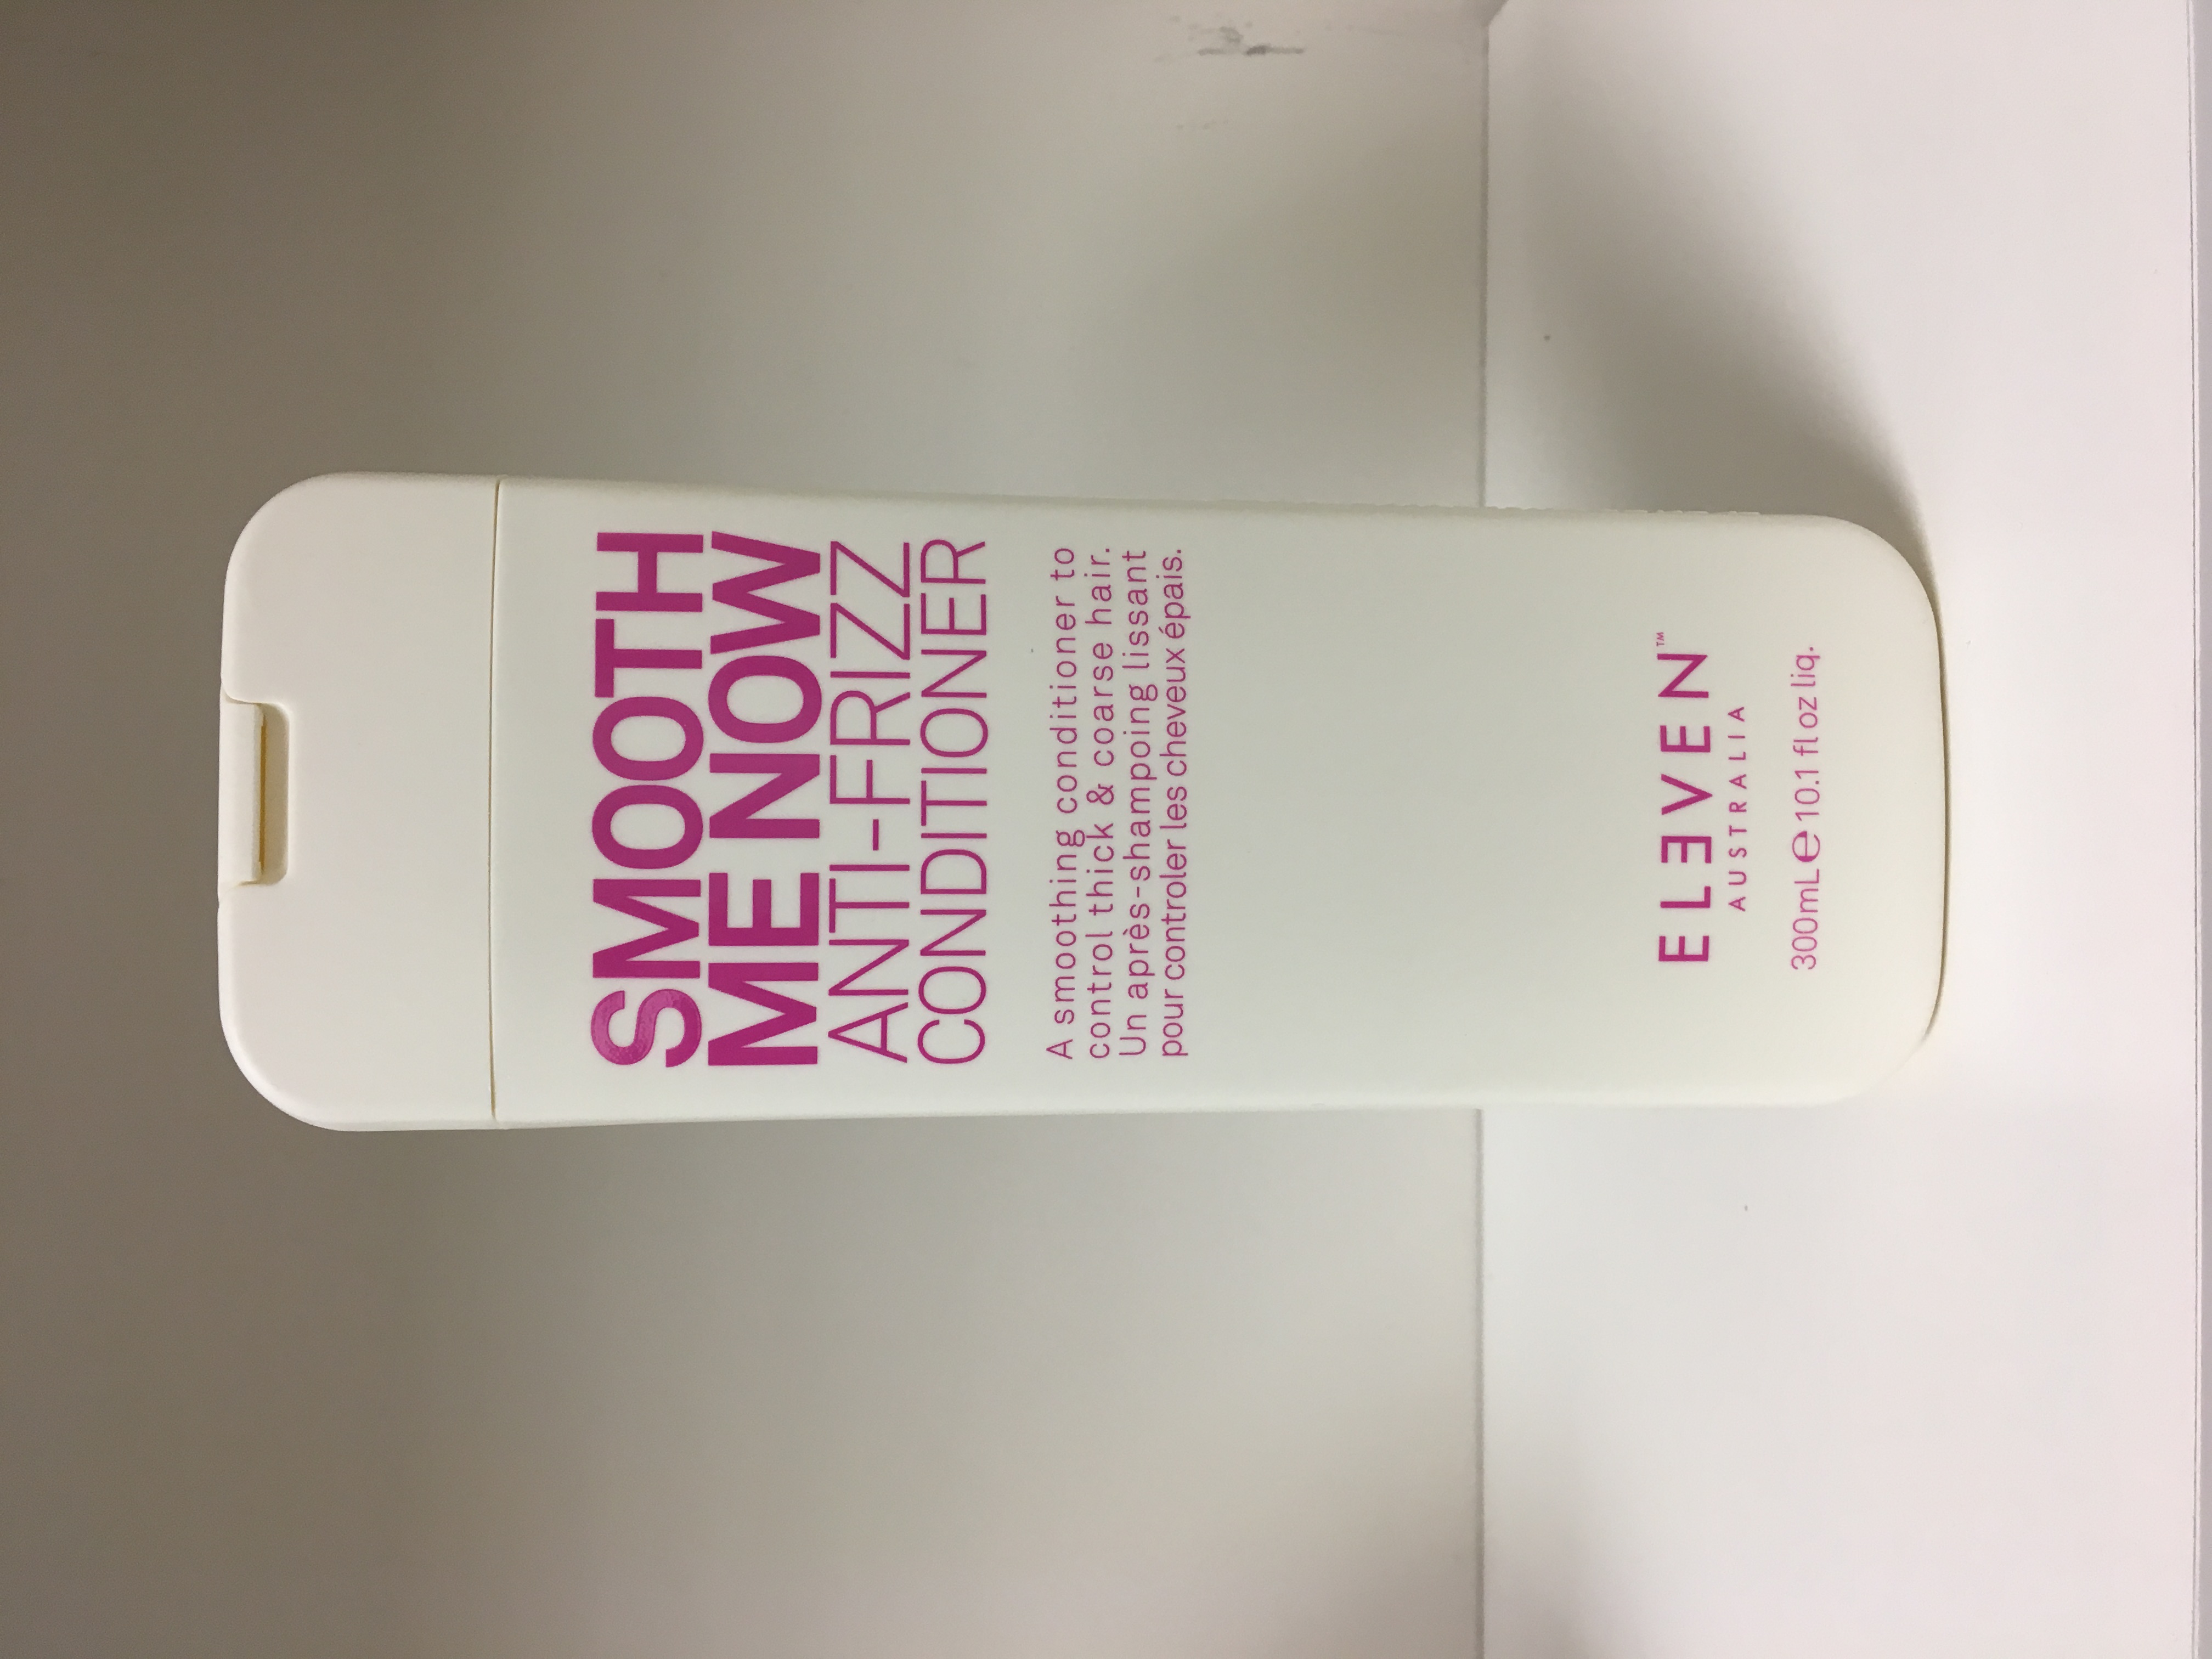 SMOOTH
ME NOW
ANTI-FRIZZ
CONDITIONER
A smoothing conditioner to
control thick & coarse hair.
Un après-shampoing lissant
pour controler les cheveux épais.
ELEVEN™
AUSTRALIA
300mL ℮ 10.1 fl oz liq.